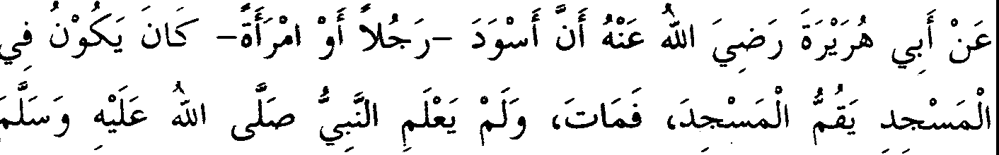 عَنْ أَبِي هُرَيْرَةَ رَضِيَ اللهُ عَنْهُ أَنَّ أَسْوَدَ -رَجُلاً أَوْ امْرَأَةً- كَانَ يَكُوْنُ فِي
الْمَسْجِدِ يَقُمُّ الْمَسْجِدَ، فَمَاتَ، وَلَمْ يَعْلَمِ النَّبِيُّ صَلَّى اللهُ عَلَيْهِ وَسَلَّمَ